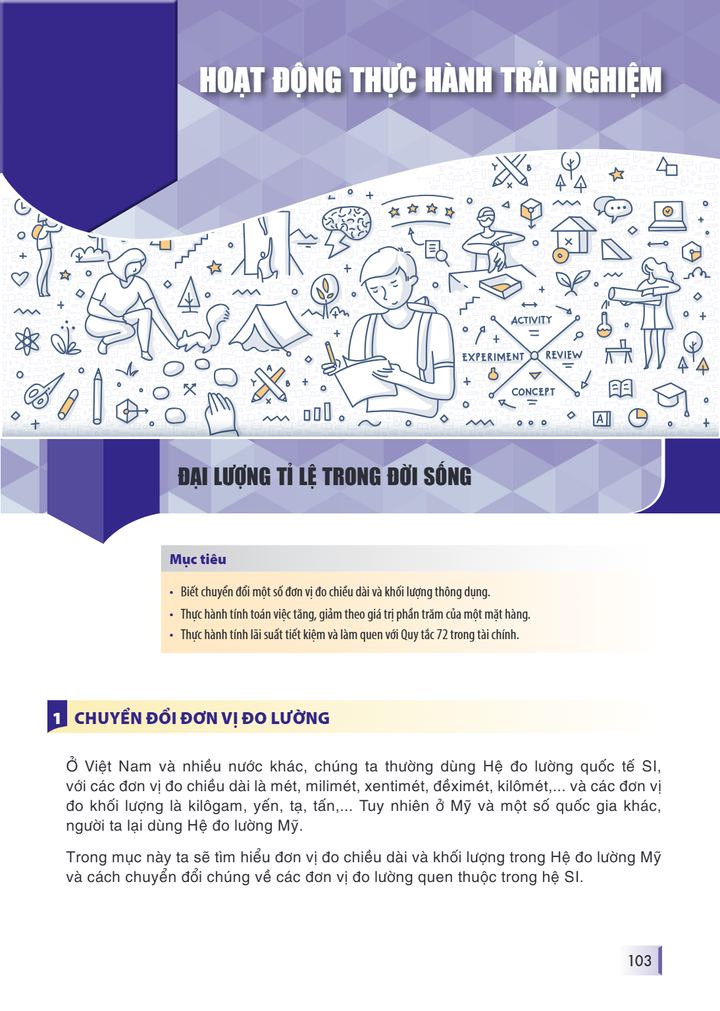 HOẠT ĐỘNG THỰC HÀNH TRẢI NGHIỆM
ACTIVITY
EXPERIMENT
REVIEW
CONCEPT
ĐẠI LƯỢNG TỈ LỆ TRONG ĐỜI SỐNG
Mục tiêu
• Biết chuyển đổi một số đơn vị đo chiều dài và khối lượng thông dụng.
• Thực hành tính toán việc tăng, giảm theo giá trị phần trăm của một mặt hàng.
• Thực hành tính lãi suất tiết kiệm và làm quen với Quy tắc 72 trong tài chính.
1 CHUYỂN ĐỔI ĐƠN VỊ ĐO LƯỜNG
Ở Việt Nam và nhiều nước khác, chúng ta thường dùng Hệ đo lường quốc tế SI,
với các đơn vị đo chiều dài là mét, milimét, xentimét, đềximét, kilômét,... và các đơn vị
đo khối lượng là kilôgam, yến, tạ, tấn,... Tuy nhiên ở Mỹ và một số quốc gia khác,
người ta lại dùng Hệ đo lường Mỹ.
Trong mục này ta sẽ tìm hiểu đơn vị đo chiều dài và khối lượng trong Hệ đo lường Mỹ
và cách chuyển đổi chúng về các đơn vị đo lường quen thuộc trong hệ SI.
103